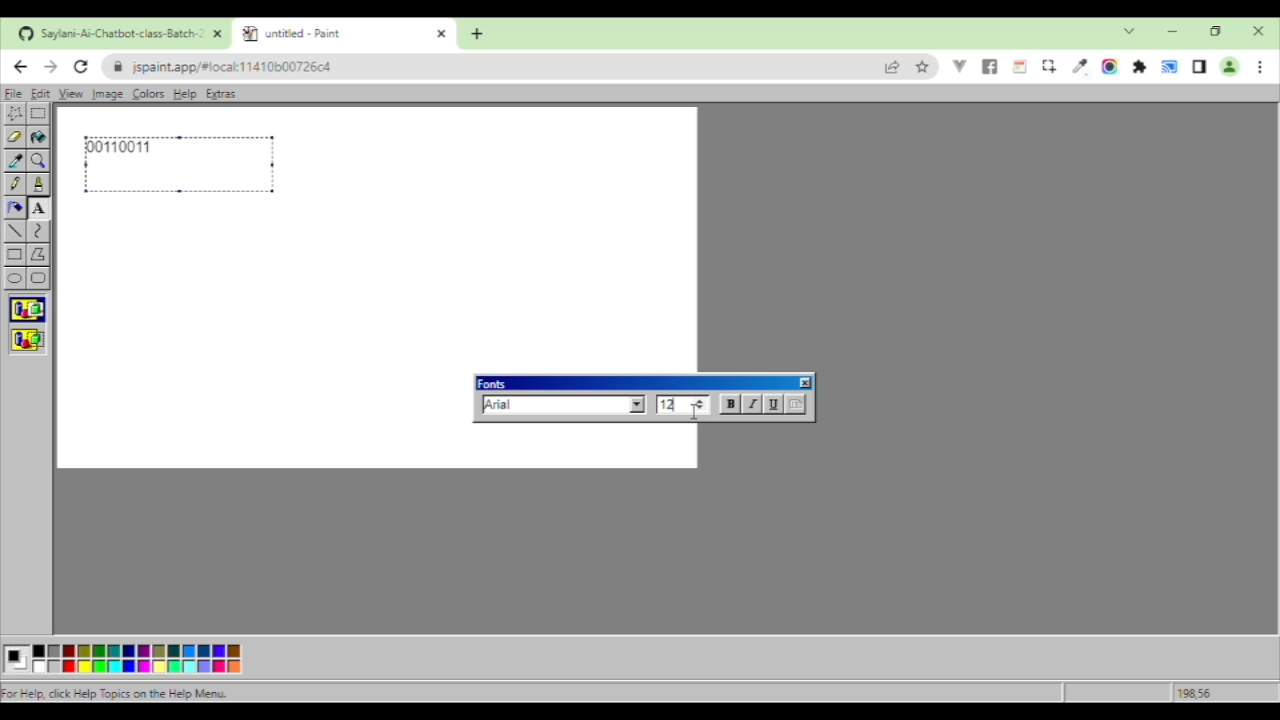 Saylani-Ai-Chatbot-class-Batch-2
untitled - Paint
jspaint.app/#local:11410b00726c4
File Edit View Image Colors Help Extras
00110011
A
Fonts
Arial
12
B I U
For Help, click Help Topics on the Help Menu.
198,56